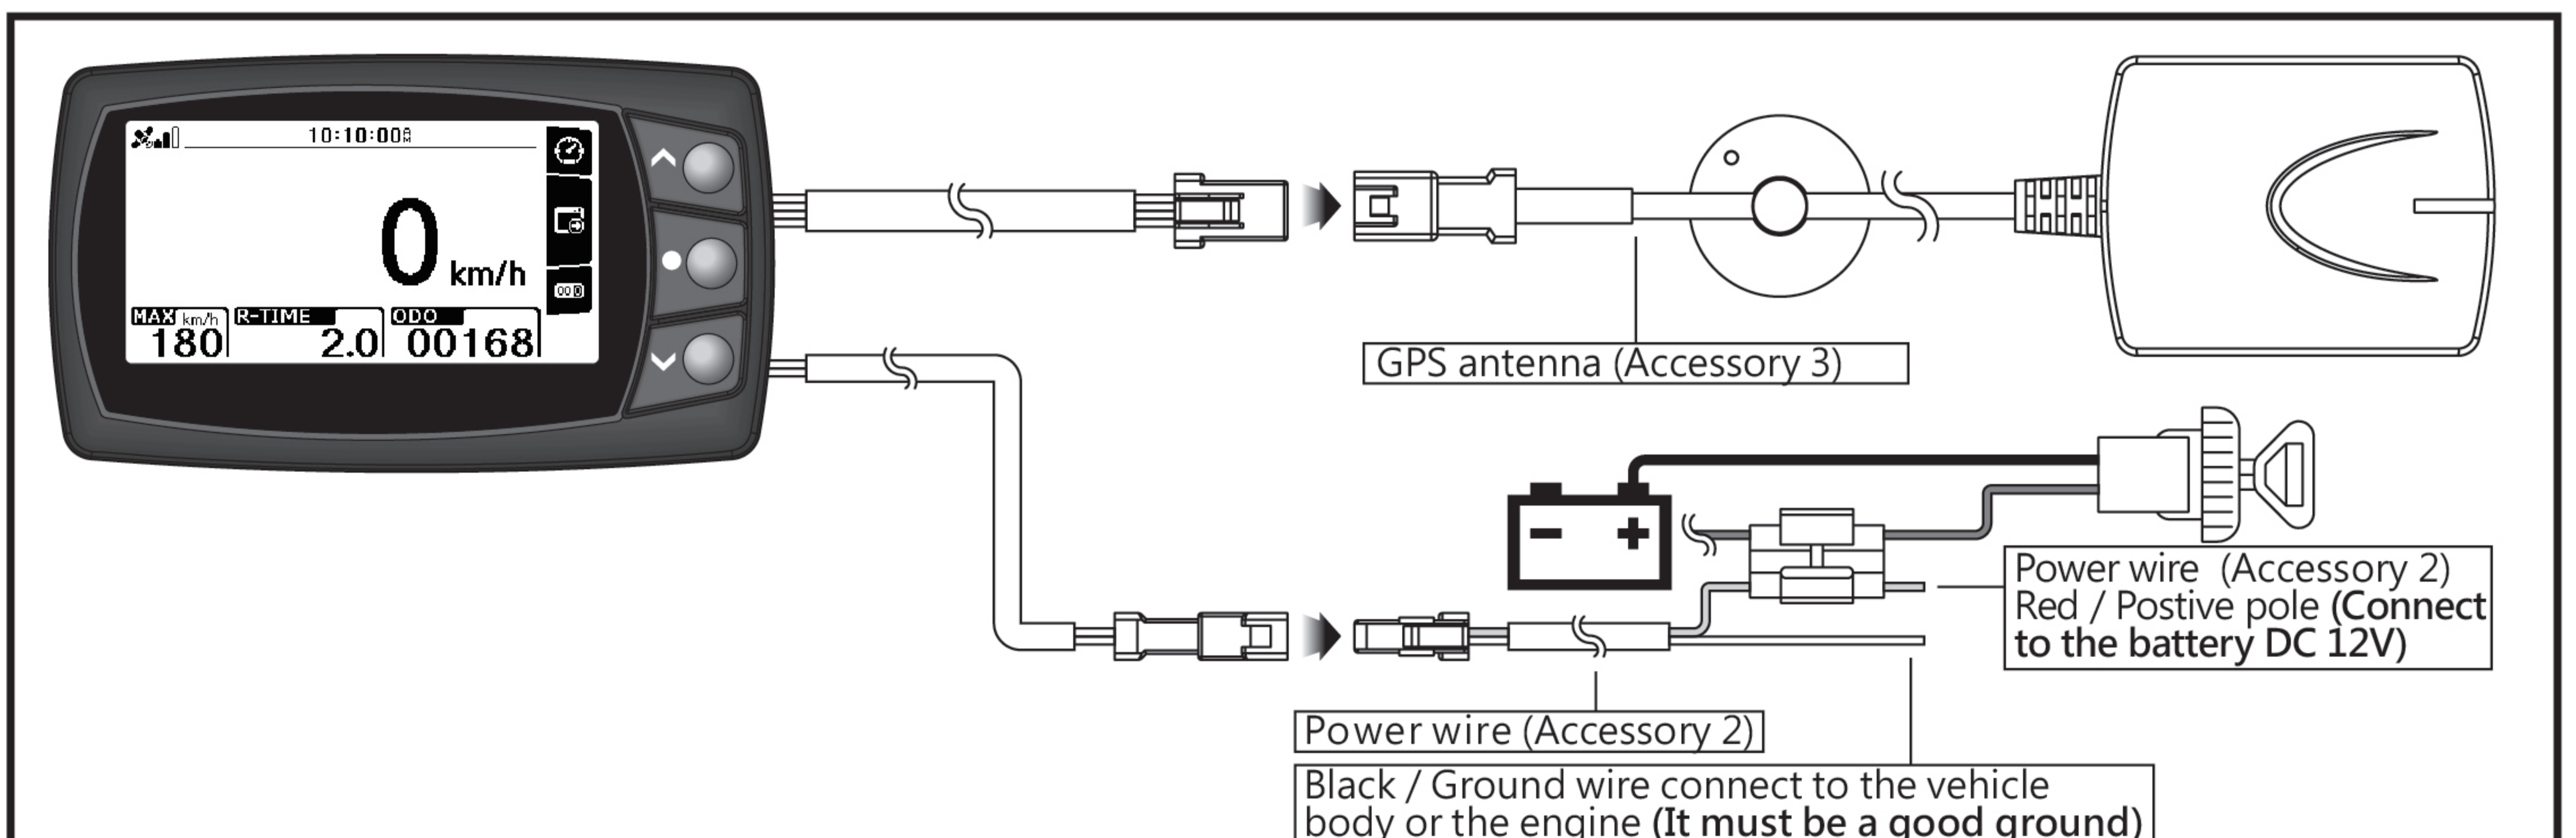 10:10:00AM
0 km/h
MAX km/h R-TIME ODO
180 2.0 00168
GPS antenna (Accessory 3)
- +
Power wire (Accessory 2)
Red / Postive pole (Connect
to the battery DC 12V)
Power wire (Accessory 2)
Black / Ground wire connect to the vehicle
body or the engine (It must be a good ground)